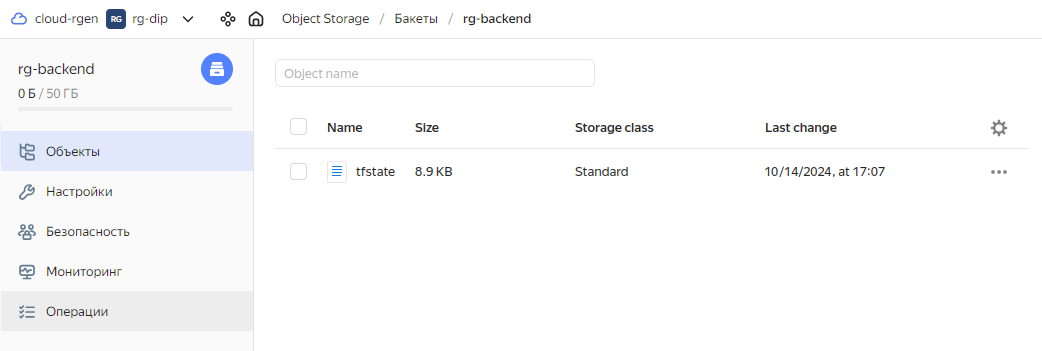 cloud-rgen RG rg-dip Object Storage / Бакеты / rg-backend
rg-backend
0 Б / 50 ГБ
Объекты
Настройки
Безопасность
Мониторинг
Операции
Object name
Name Size Storage class Last change
tfstate 8.9 KB Standard 10/14/2024, at 17:07